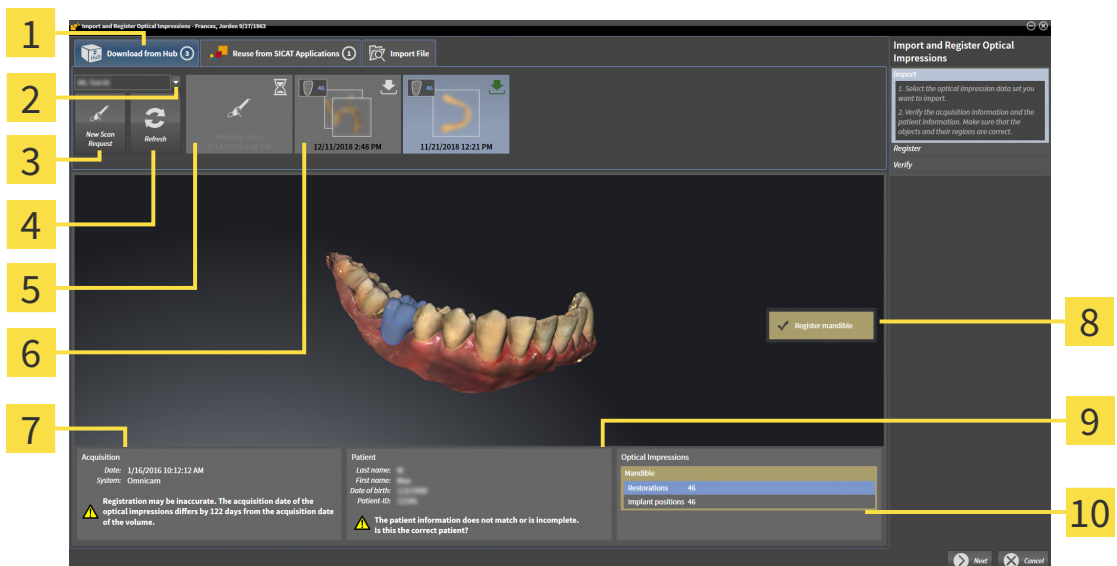 Import and Register Optical Impressions - Frances, Jorden 9/27/1963
1
2
3
4
5
6
7
8
9
10
Download from Hub 3
Reuse from SICAT Applications 1
Import File
New Scan
Request
Refresh
Pending since
46
12/11/2018 2:48 PM
46
11/21/2018 12:21 PM
Register mandible
Acquisition
Date: 1/16/2016 10:12:12 AM
System: Omnicam
Registration may be inaccurate. The acquisition date of the
optical impressions differs by 122 days from the acquisition date
of the volume.
Patient
Last name:
First name:
Date of birth:
Patient-ID:
The patient information does not match or is incomplete.
Is this the correct patient?
Optical Impressions
Mandible
Restorations 46
Implant positions 46
Import and Register Optical
Impressions
Import
1. Select the optical impression data set you
want to import.
2. Verify the acquisition information and the
patient information. Make sure that the
objects and their regions are correct.
Register
Verify
Next
Cancel